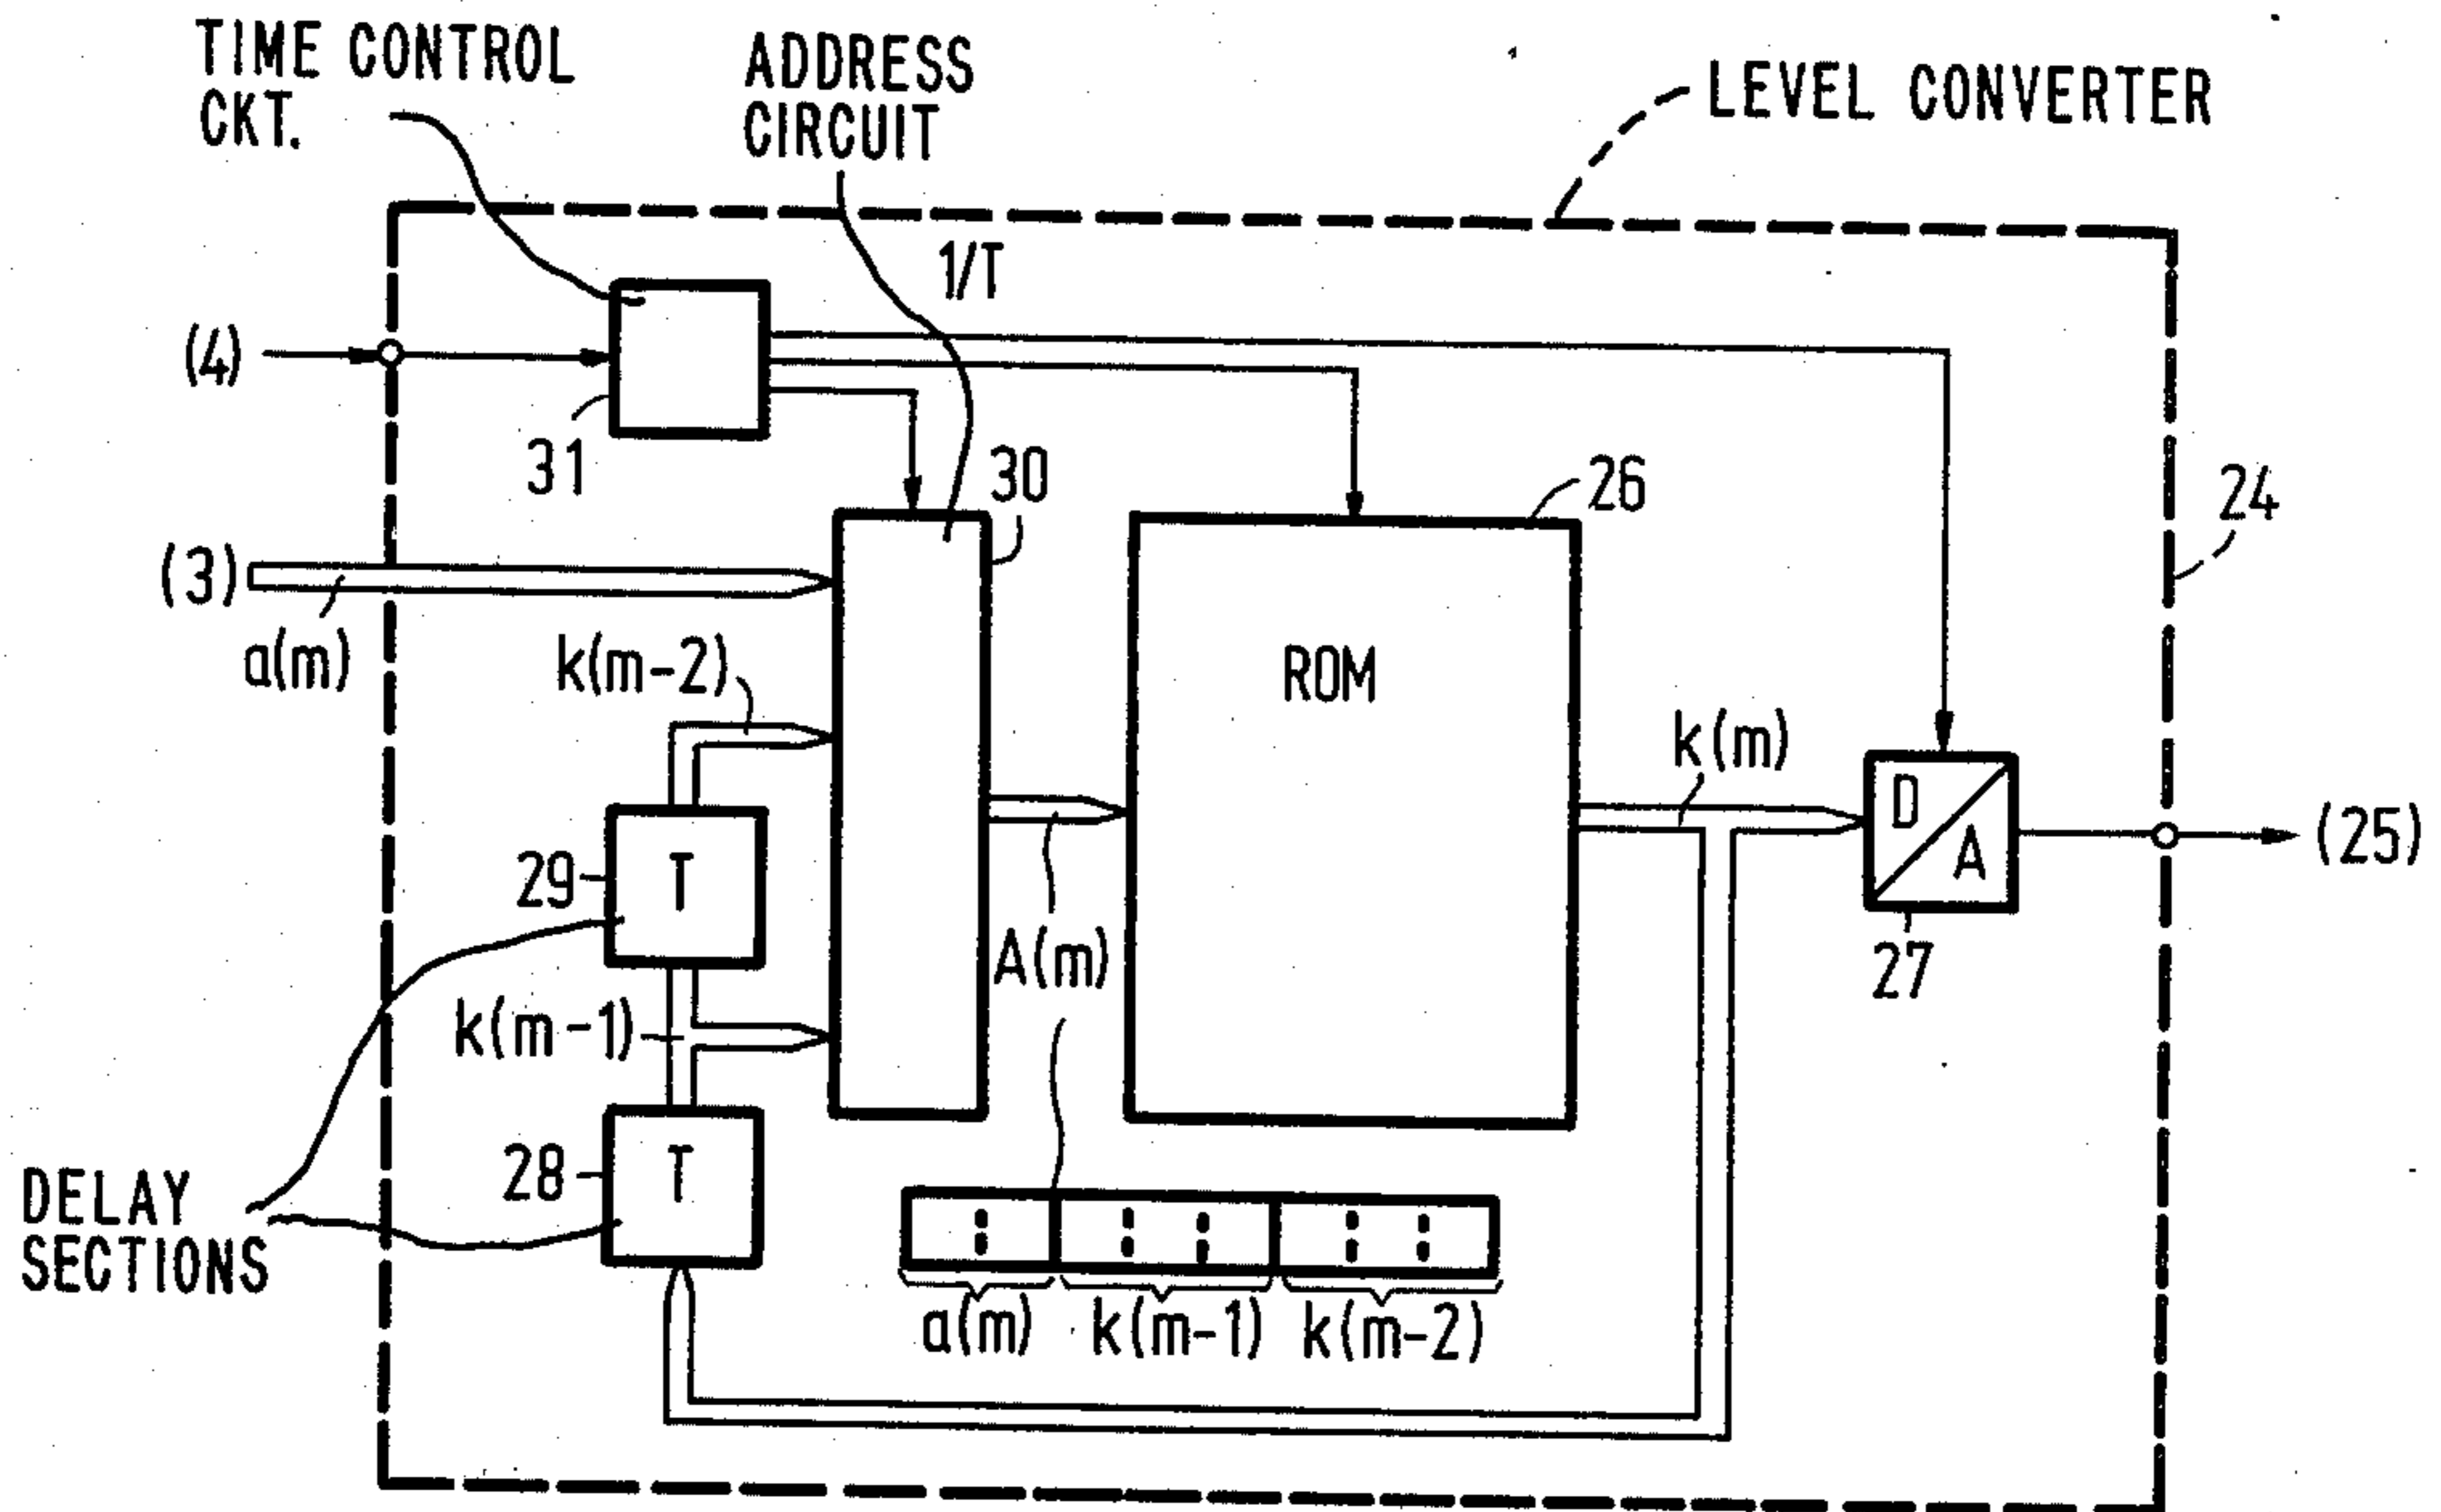 TIME CONTROL
CKT.
ADDRESS
CIRCUIT
LEVEL CONVERTER
1/T
(4)
31
30
26
24
(3)
a(m)
k(m-2)
ROM
k(m)
D
A
(25)
29
T
A(m)
27
k(m-1)
28
T
DELAY
SECTIONS
a(m) k(m-1) k(m-2)